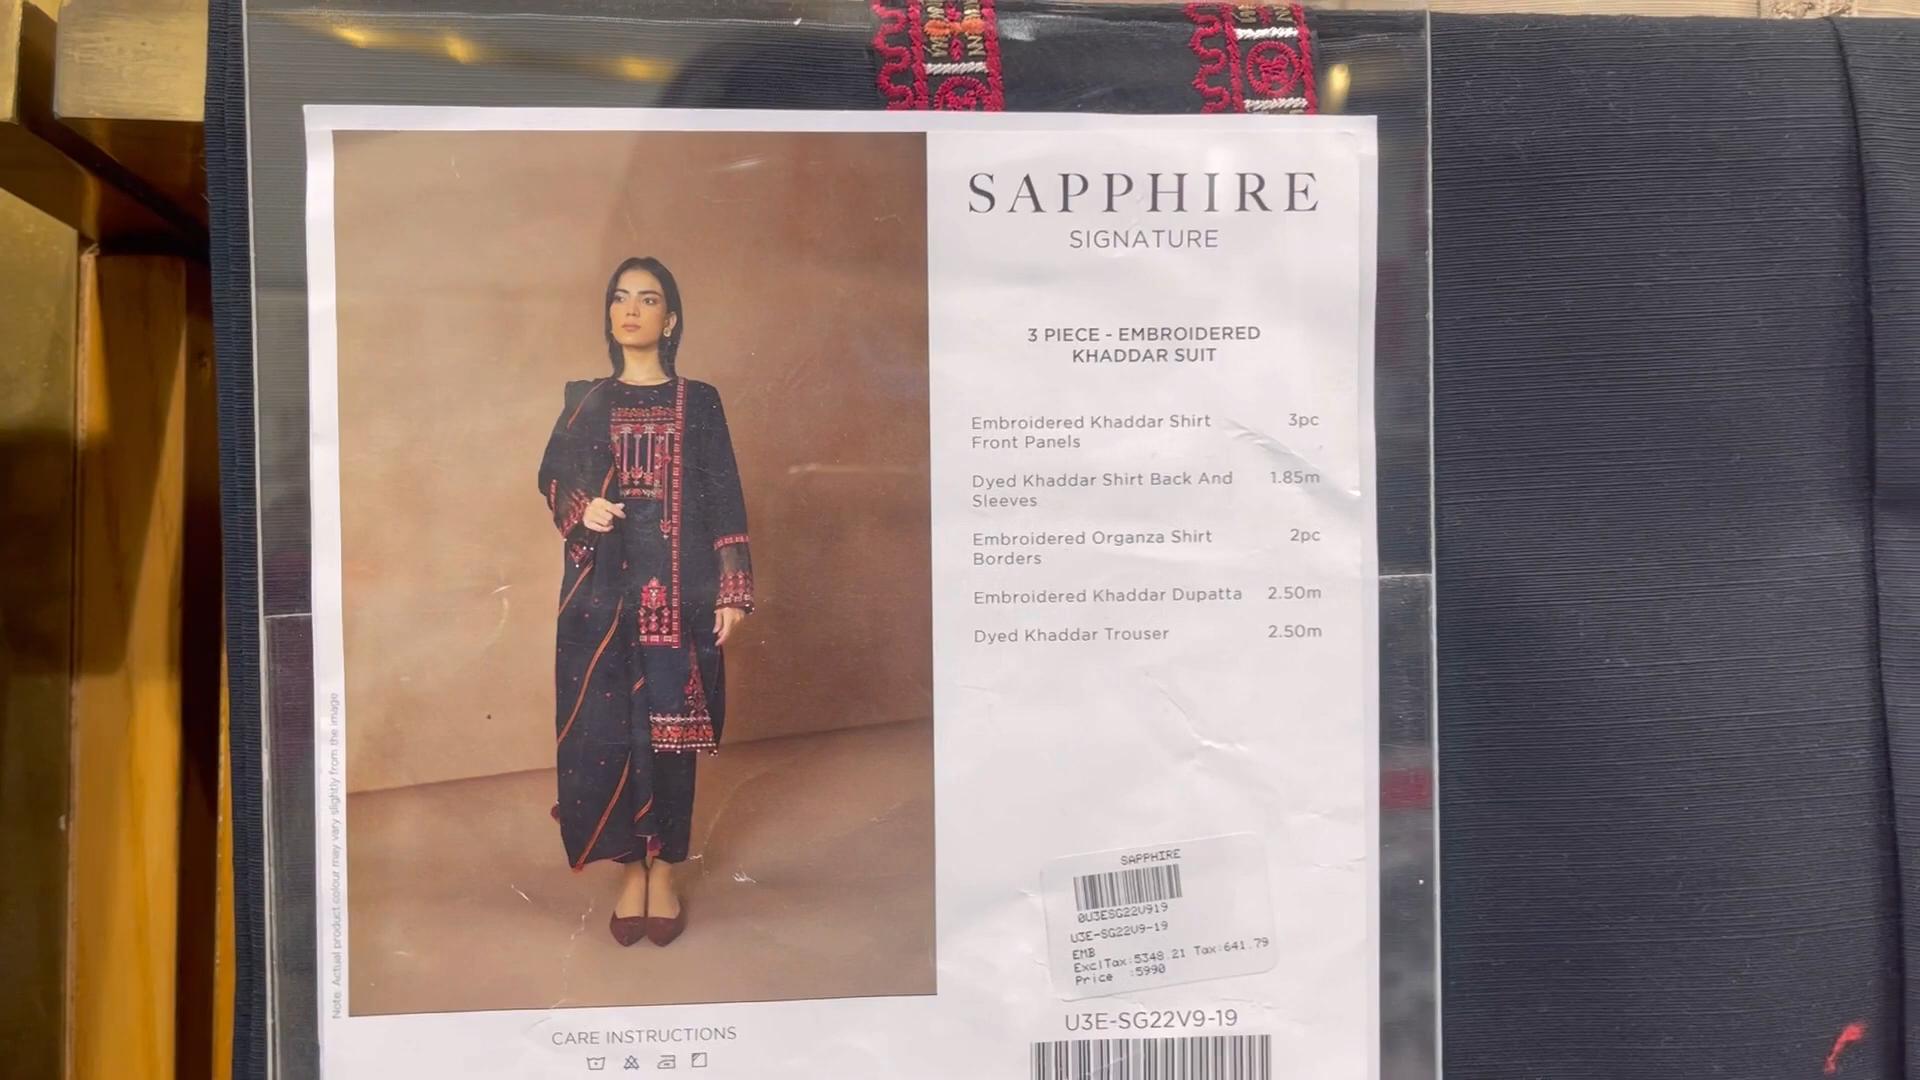 SAPPHIRE
SIGNATURE
3 PIECE - EMBROIDERED
KHADDAR SUIT
Embroidered Khaddar Shirt 3pc
Front Panels
Dyed Khaddar Shirt Back And 1.85m
Sleeves
Embroidered Organza Shirt 2pc
Borders
Embroidered Khaddar Dupatta 2.50m
Dyed Khaddar Trouser 2.50m
SAPPHIRE
0U3ESG22V919
U3E-SG22V9-19
EMB
ExclTax:5348.21 Tax:641.79
Price :5990
U3E-SG22V9-19
CARE INSTRUCTIONS
Note: Actual product colour may vary slightly from the image